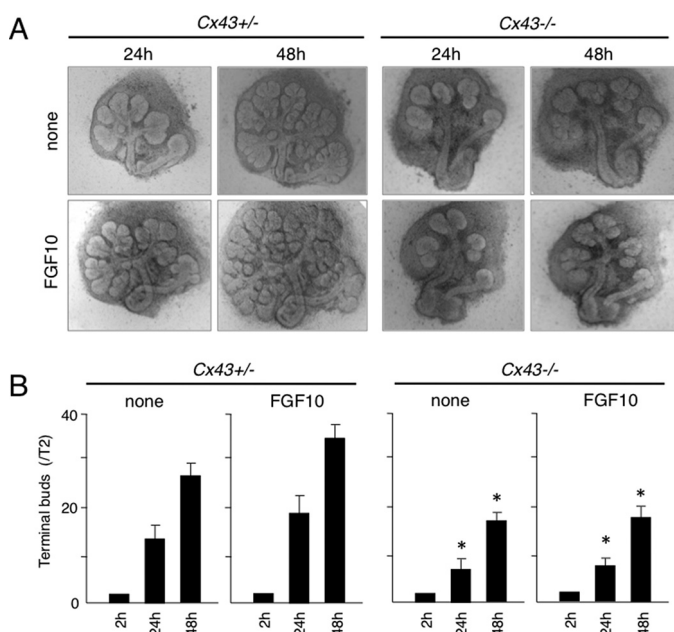 A
Cx43+/- Cx43-/-
24h 48h 24h 48h
none
FGF10
B
Cx43+/- Cx43-/-
none FGF10 none FGF10
Terminal buds (/T2)
40
20
0
* * * *
2h 24h 48h 2h 24h 48h 2h 24h 48h 2h 24h 48h